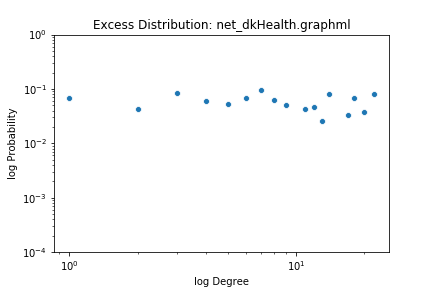 Excess Distribution: net_dkHealth.graphml
10⁰
10⁻¹
10⁻²
10⁻³
10⁻⁴
log Probability
10⁰
10¹
log Degree